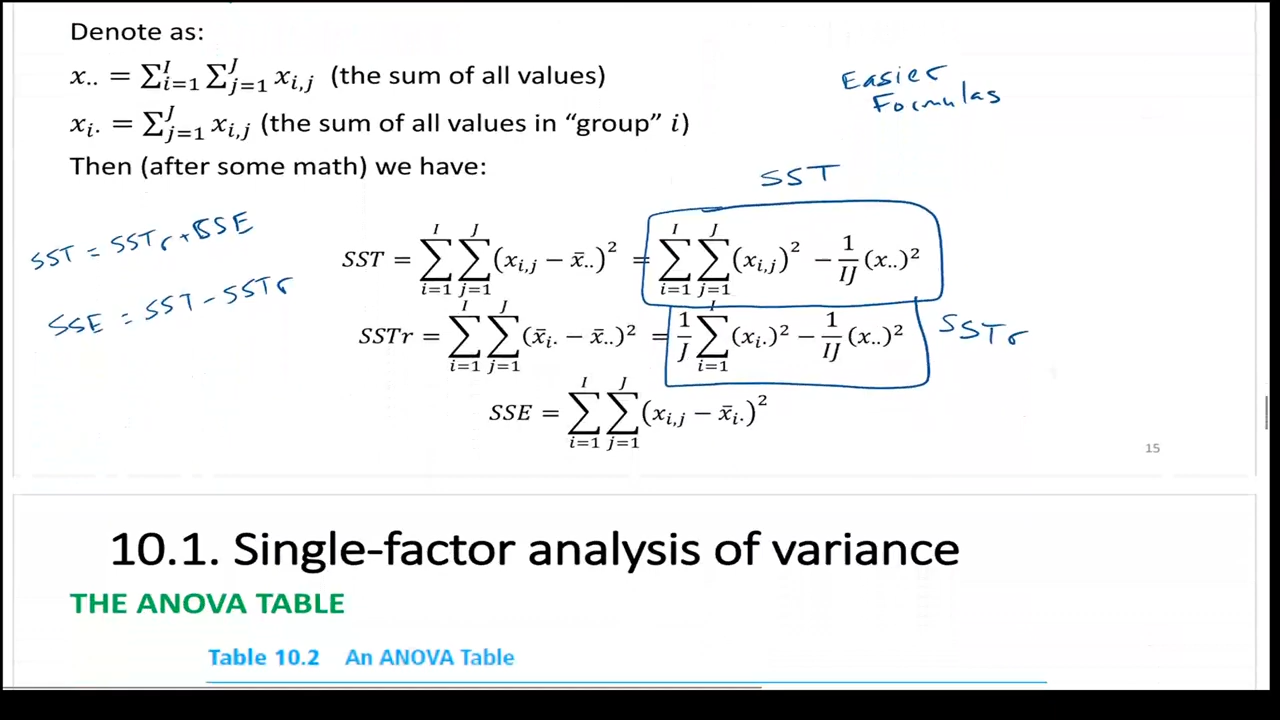 Denote as:
x.. = ∑_{i=1}^{I} ∑_{j=1}^{J} x_{i,j} (the sum of all values)
Easier
Formulas
x_i. = ∑_{j=1}^{J} x_{i,j} (the sum of all values in “group” i)
Then (after some math) we have:
SST
SST = SSTr + SSE
SST = ∑_{i=1}^{I} ∑_{j=1}^{J} (x_{i,j} − x̄..)² = ∑_{i=1}^{I} ∑_{j=1}^{J} (x_{i,j})² − 1/IJ (x..)²
SSE = SST - SSTr
SSTr = ∑_{i=1}^{I} ∑_{j=1}^{J} (x̄_i. − x̄..)² = 1/J ∑_{i=1}^{I} (x_i.)² − 1/IJ (x..)²
SSTr
SSE = ∑_{i=1}^{I} ∑_{j=1}^{J} (x_{i,j} − x̄_i.)²
15
10.1. Single-factor analysis of variance
THE ANOVA TABLE
Table 10.2 An ANOVA Table